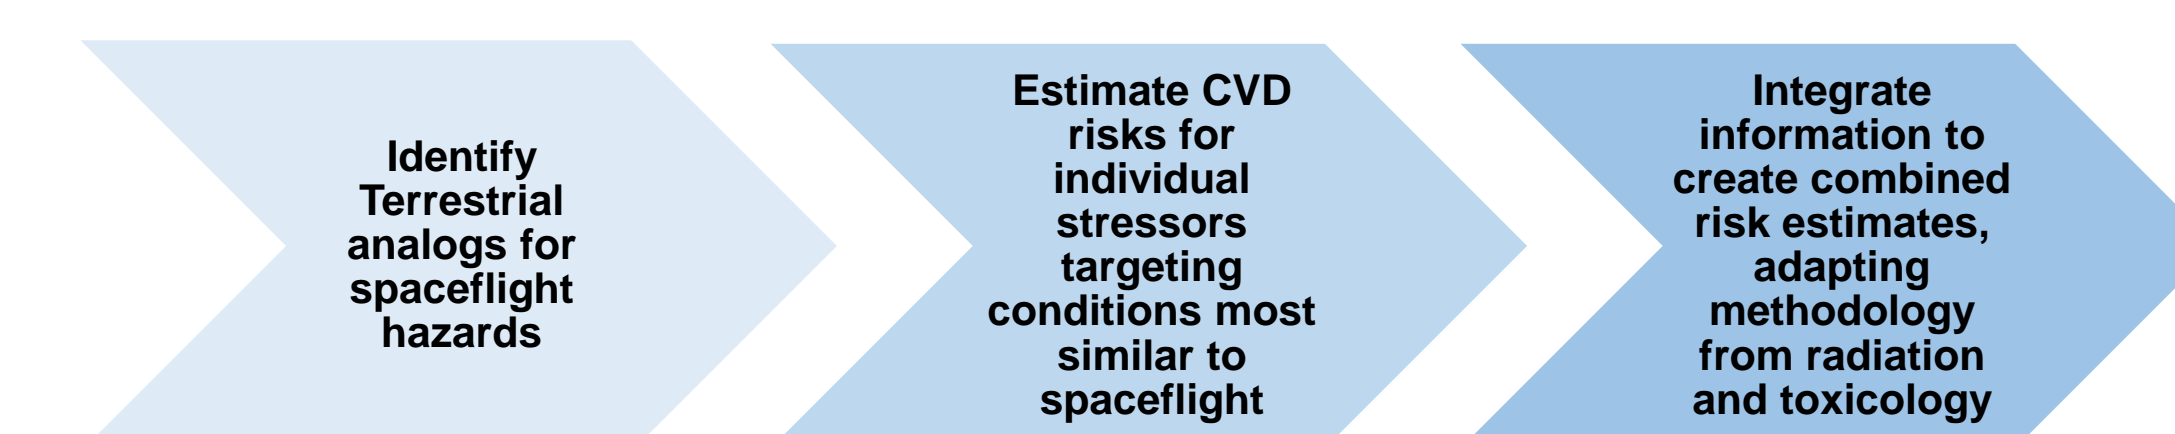 Identify
Terrestrial
analogs for
spaceflight
hazards
Estimate CVD
risks for
individual
stressors
targeting
conditions most
similar to
spaceflight
Integrate
information to
create combined
risk estimates,
adapting
methodology
from radiation
and toxicology